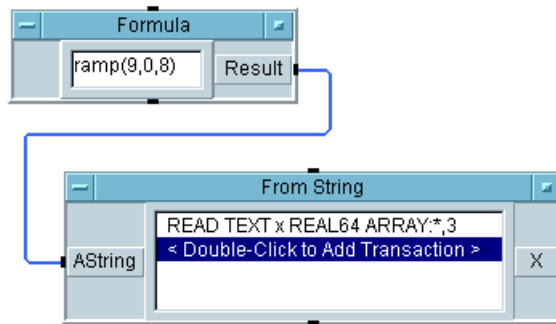 Formula
ramp(9,0,8)
Result
From String
AString
READ TEXT x REAL64 ARRAY:*,3
< Double-Click to Add Transaction >
X